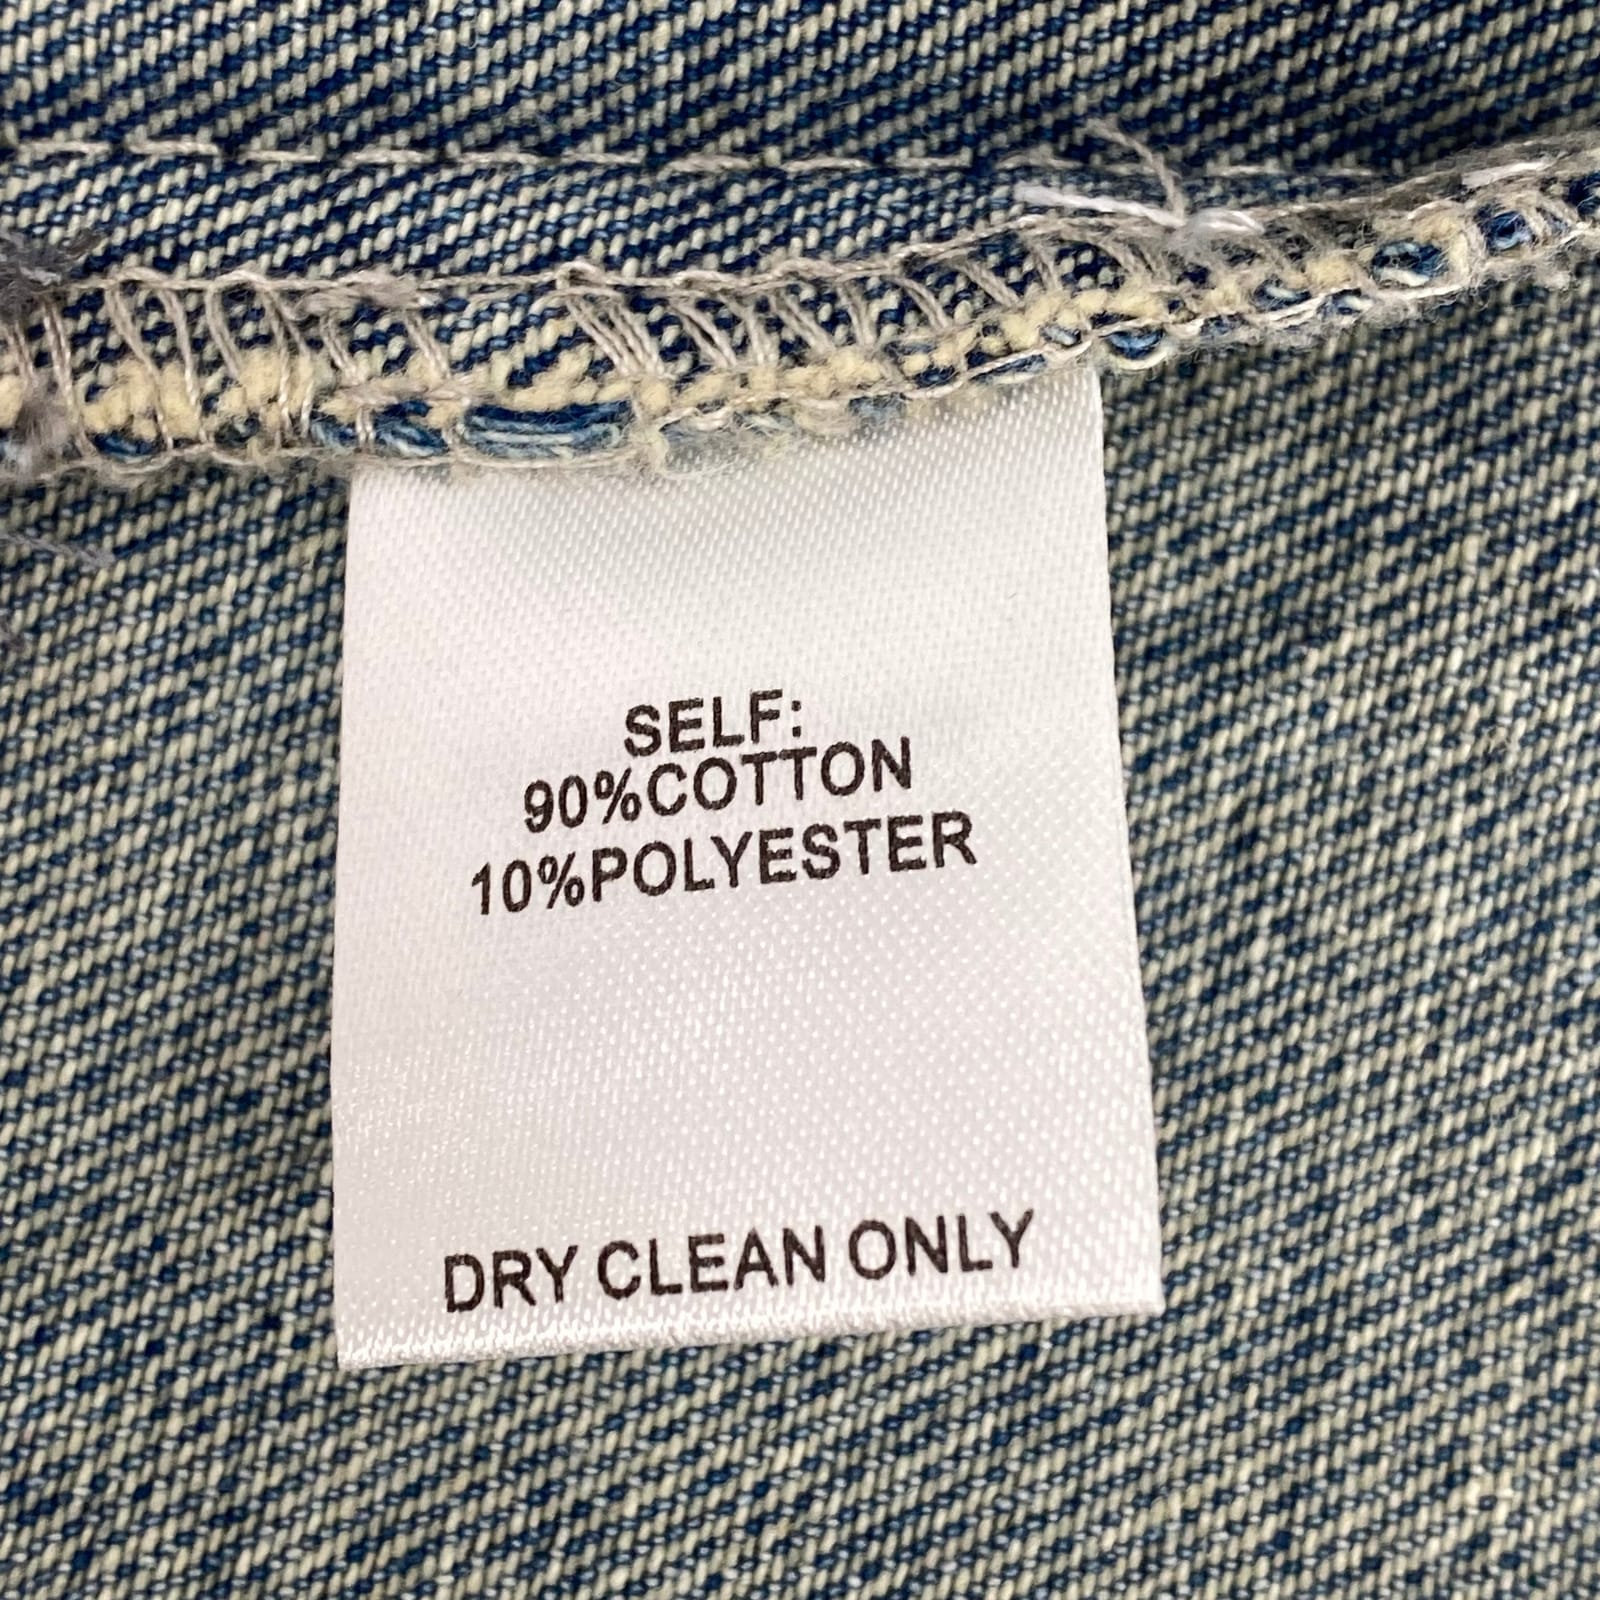 SELF:
90%COTTON
10%POLYESTER
DRY CLEAN ONLY